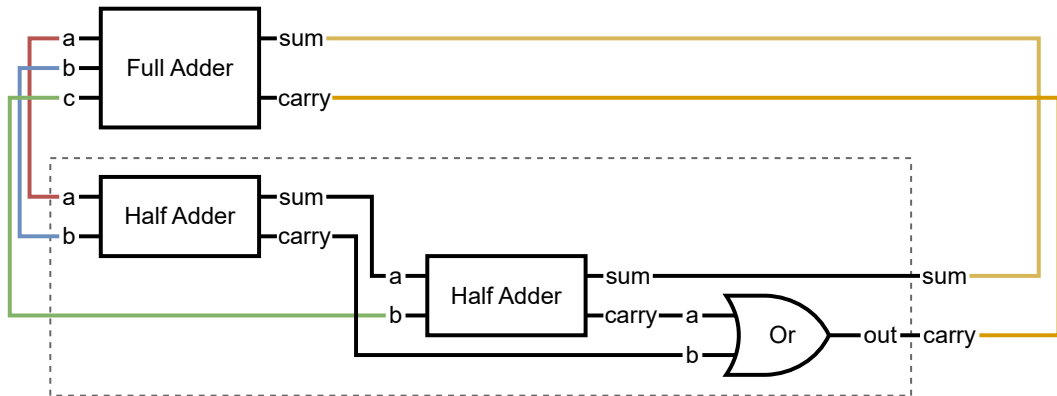 a sum
b Full Adder
c carry
a sum
Half Adder
b carry
a sum sum
Half Adder
b carry a
Or out carry
b